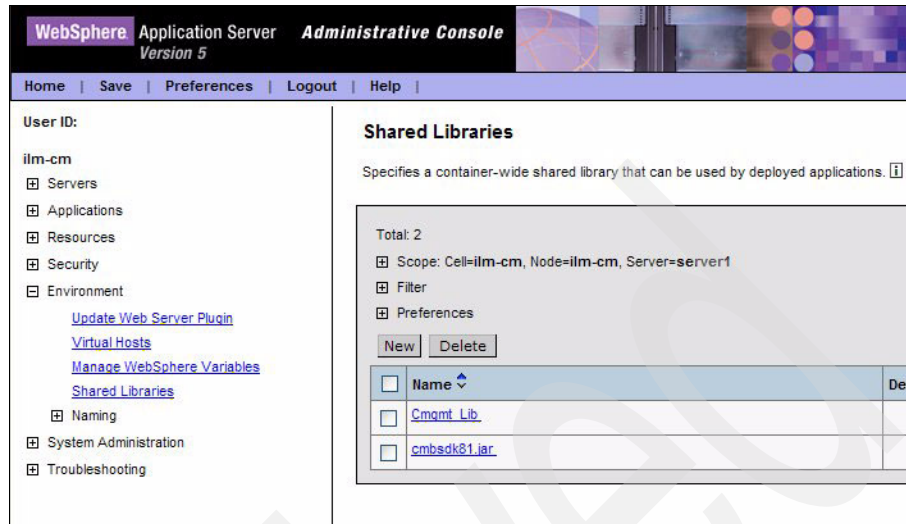 WebSphere Application Server Administrative Console
Version 5
Home | Save | Preferences | Logout | Help |
User ID:
ilm-cm
Servers
Applications
Resources
Security
Environment
Update Web Server Plugin
Virtual Hosts
Manage WebSphere Variables
Shared Libraries
Naming
System Administration
Troubleshooting
Shared Libraries
Specifies a container-wide shared library that can be used by deployed applications. i
Total: 2
Scope: Cell=ilm-cm, Node=ilm-cm, Server=server1
Filter
Preferences
New Delete
Name De
Cmgmt_Lib
cmbsdk81.jar